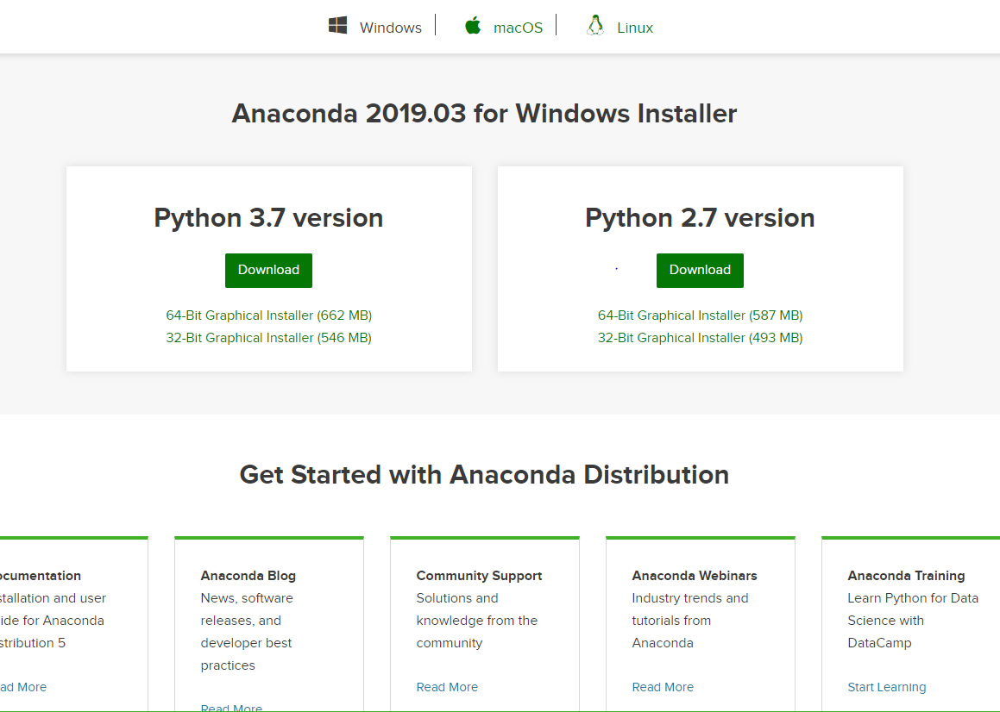 Windows
macOS
Linux
Anaconda 2019.03 for Windows Installer
Python 3.7 version
Download
64-Bit Graphical Installer (662 MB)
32-Bit Graphical Installer (546 MB)
Python 2.7 version
Download
64-Bit Graphical Installer (587 MB)
32-Bit Graphical Installer (493 MB)
Get Started with Anaconda Distribution
ocumentation
stallation and user
ide for Anaconda
stribution 5
ad More
Anaconda Blog
News, software
releases, and
developer best
practices
Read More
Community Support
Solutions and
knowledge from the
community
Read More
Anaconda Webinars
Industry trends and
tutorials from
Anaconda
Read More
Anaconda Training
Learn Python for Data
Science with
DataCamp
Start Learning